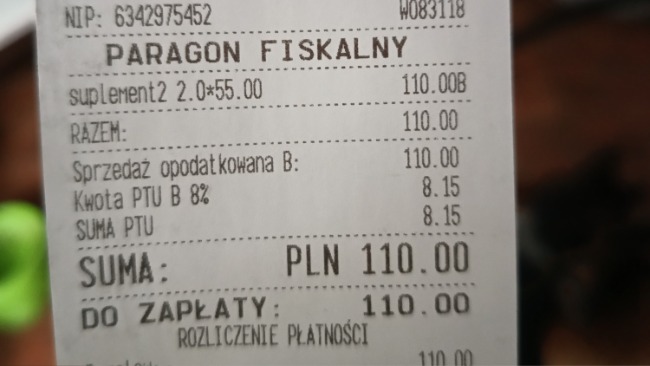 NIP: 6342975452 W083118
PARAGON FISKALNY
suplement2 2.0*55.00 110.00B
RAZEM: 110.00
Sprzedaż opodatkowana B: 110.00
Kwota PTU B 8% 8.15
SUMA PTU 8.15
SUMA: PLN 110.00
DO ZAPŁATY: 110.00
ROZLICZENIE PŁATNOŚCI
110.00